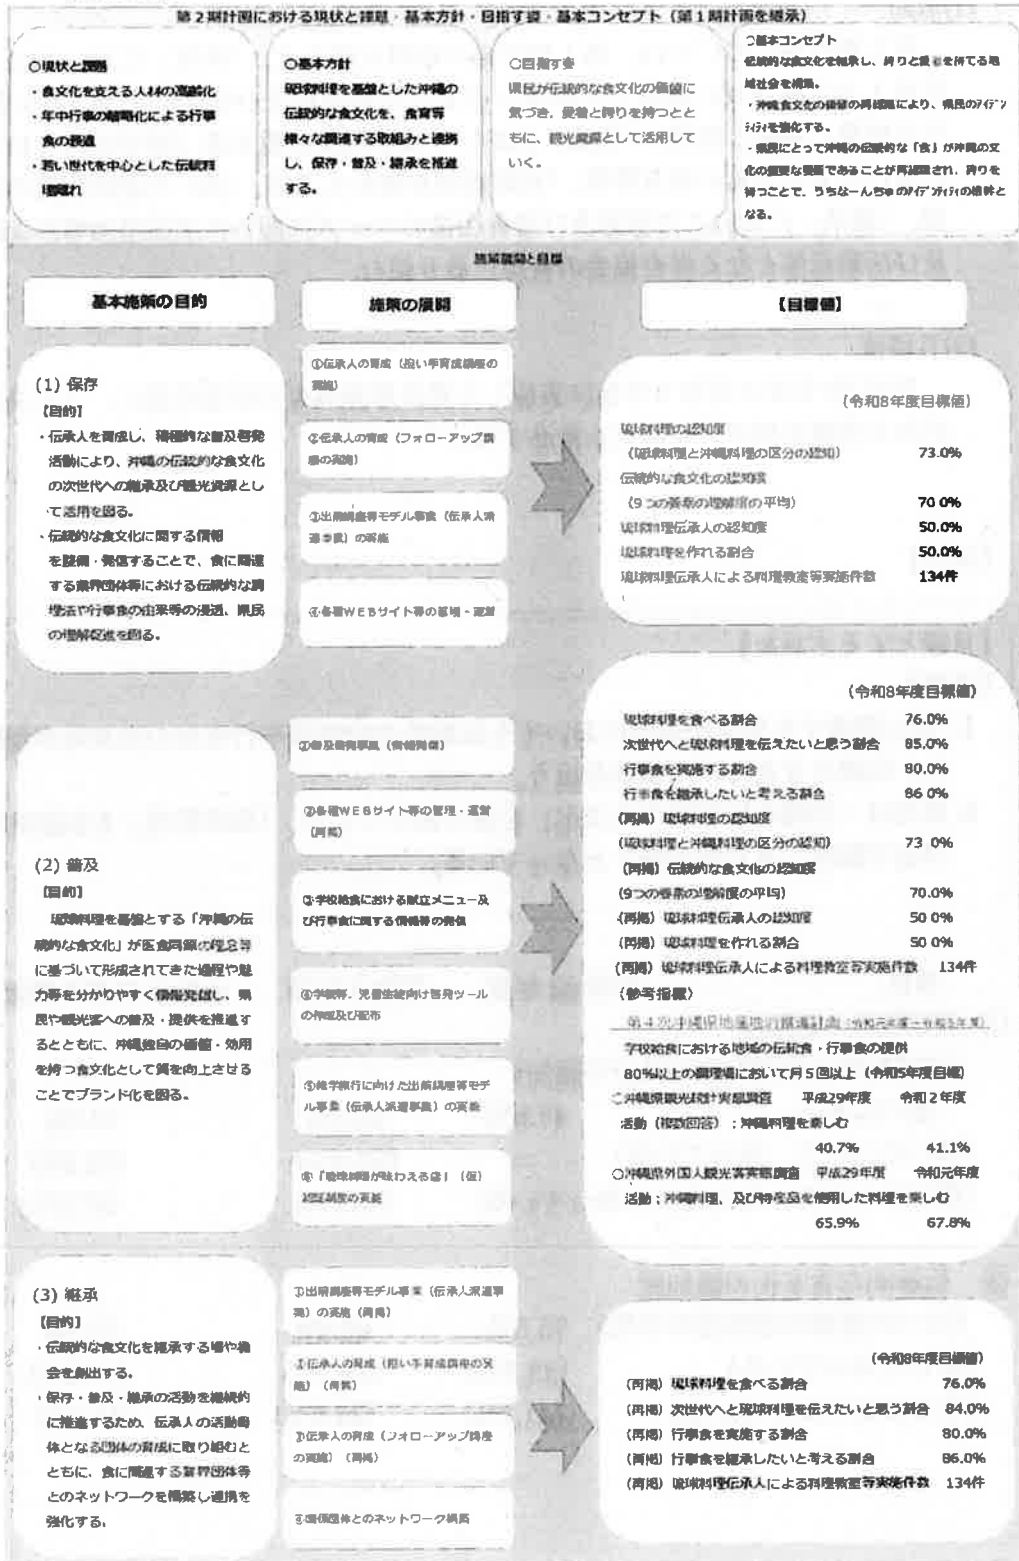 第2期計画における現状と課題・基本方針・目指す姿・基本コンセプト（第1期計画を継承）
○現状と課題
・食文化を支える人材の高齢化
・年中行事の簡略化による行事
食の衰退
・若い世代を中心とした伝統料
理離れ
○基本方針
琉球料理を基盤とした沖縄の
伝統的な食文化を、食育等
様々な関連する取組みと連携
し、保存・普及・継承を推進
する。
○目指す姿
県民が伝統的な食文化の価値に
気づき、愛着と誇りを持つとと
もに、観光資源として活用して
いく。
○基本コンセプト
伝統的な食文化を継承し、誇りと愛着を持てる地
域社会を構築。
・沖縄食文化の価値の再認識により、県民のｱｲﾃﾞﾝ
ﾃｨﾃｨを強化する。
・県民にとって沖縄の伝統的な「食」が沖縄の文
化の重要な要素であることが再認識され、誇りを
持つことで、うちなーんちゅのｱｲﾃﾞﾝﾃｨﾃｨの根幹と
なる。
施策展開と目標
基本施策の目的
施策の展開
【目標値】
(1) 保存
【目的】
・伝承人を育成し、積極的な普及啓発
活動により、沖縄の伝統的な食文化
の次世代への継承及び観光資源とし
て活用を図る。
・伝統的な食文化に関する情報
を整備・発信することで、食に関連
する業界団体等における伝統的な調
理法や行事食の由来等の浸透、県民
の理解促進を図る。
①伝承人の育成（担い手育成講座の
実施）
②伝承人の育成（フォローアップ講
座の実施）
③出前講座等モデル事業（伝承人派
遣事業）の実施
④各種WEBサイト等の管理・運営
（令和8年度目標値）
琉球料理の認知度
（琉球料理と沖縄料理の区分の認知） 73.0%
伝統的な食文化の認知度
（9つの要素の理解度の平均） 70.0%
琉球料理伝承人の認知度 50.0%
琉球料理を作れる割合 50.0%
琉球料理伝承人による料理教室等実施件数 134件
(2) 普及
【目的】
琉球料理を基盤とする「沖縄の伝
統的な食文化」が医食同源の理念等
に基づいて形成されてきた過程や魅
力等を分かりやすく情報発信し、県
民や観光客への普及・提供を推進す
るとともに、沖縄独自の価値・効用
を持つ食文化として質を向上させる
ことでブランド化を図る。
①普及啓発事業（情報発信）
②各種WEBサイト等の管理・運営
（再掲）
③学校給食における献立メニュー及
び行事食に関する情報等の発信
④学校等、児童生徒向け啓発ツール
の作成及び配布
⑤修学旅行に向けた出前講座等モデ
ル事業（伝承人派遣事業）の実施
⑥「琉球料理が味わえる店」（仮）
認証制度の実施
（令和8年度目標値）
琉球料理を食べる割合 76.0%
次世代へと琉球料理を伝えたいと思う割合 85.0%
行事食を実施する割合 80.0%
行事食を継承したいと考える割合 86.0%
（再掲）琉球料理の認知度
（琉球料理と沖縄料理の区分の認知） 73.0%
（再掲）伝統的な食文化の認知度
（9つの要素の理解度の平均） 70.0%
（再掲）琉球料理伝承人の認知度 50.0%
（再掲）琉球料理を作れる割合 50.0%
（再掲）琉球料理伝承人による料理教室等実施件数 134件
（参考指標）
第4次沖縄県地産地消推進計画（令和元年度～令和5年度）
学校給食における地域の伝統食・行事食の提供
80%以上の調理場において月5回以上（令和5年度目標）
○沖縄県観光統計実態調査 平成29年度 令和2年度
活動（複数回答）：沖縄料理を楽しむ
40.7% 41.1%
○沖縄県外国人観光客実態調査 平成29年度 令和元年度
活動：沖縄料理、及び特産品を使用した料理を楽しむ
65.9% 67.8%
(3) 継承
【目的】
・伝統的な食文化を継承する場や機
会を創出する。
・保存・普及・継承の活動を継続的
に推進するため、伝承人の活動母
体となる団体の育成に取り組むと
ともに、食に関連する業界団体等
とのネットワークを構築し連携を
強化する。
①出前講座等モデル事業（伝承人派遣事
業）の実施（再掲）
②伝承人の育成（担い手育成講座の実
施）（再掲）
③伝承人の育成（フォローアップ講座
の実施）（再掲）
④関係団体とのネットワーク構築
（令和8年度目標値）
（再掲）琉球料理を食べる割合 76.0%
（再掲）次世代へと琉球料理を伝えたいと思う割合 84.0%
（再掲）行事食を実施する割合 80.0%
（再掲）行事食を継承したいと考える割合 86.0%
（再掲）琉球料理伝承人による料理教室等実施件数 134件